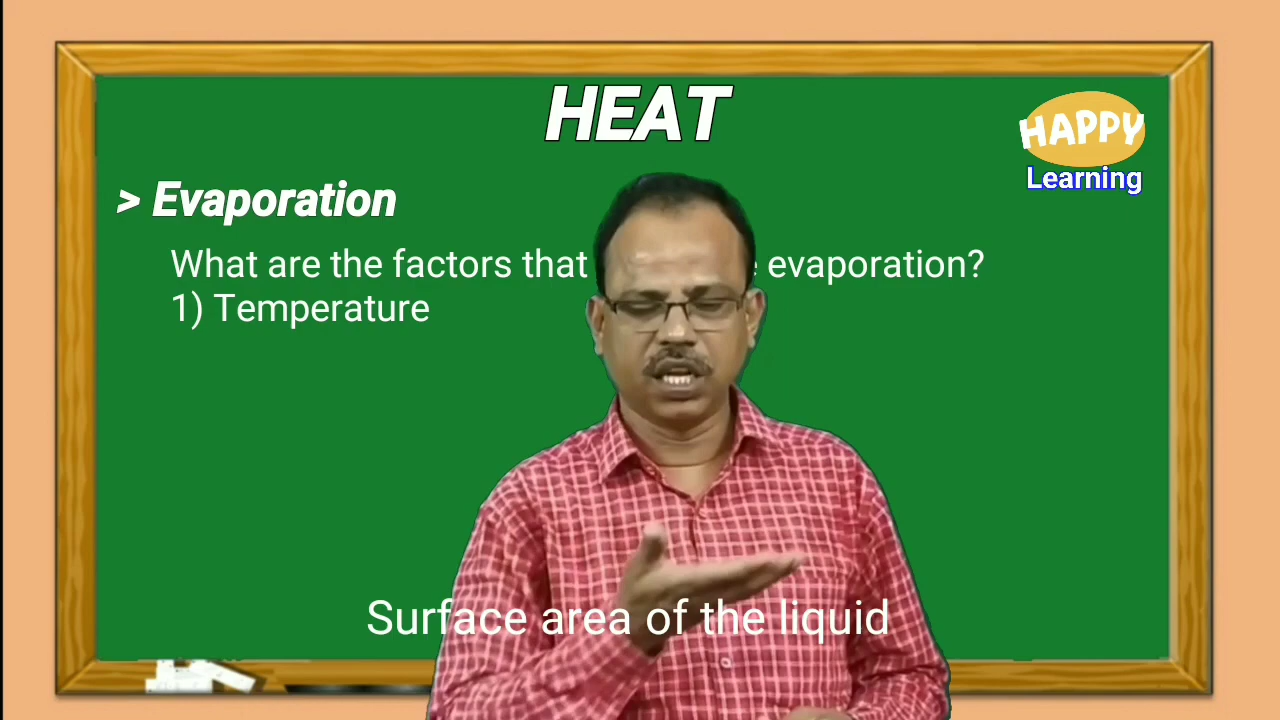 HEAT
HAPPY
Learning
> Evaporation
What are the factors that evaporation?
1) Temperature
Surface area of the liquid